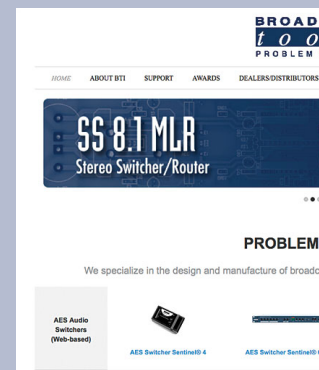 BROAD
too
PROBLEM
HOME ABOUT BTI SUPPORT AWARDS DEALERS/DISTRIBUTORS
SS 8.1 MLR
Stereo Switcher/Router
PROBLEM
We specialize in the design and manufacture of broadc
AES Audio
Switchers
(Web-based)
AES Switcher Sentinel® 4
AES Switcher Sentinel®